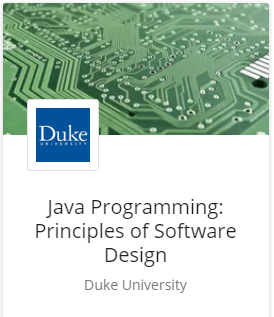 Duke
UNIVERSITY
Java Programming:
Principles of Software
Design
Duke University